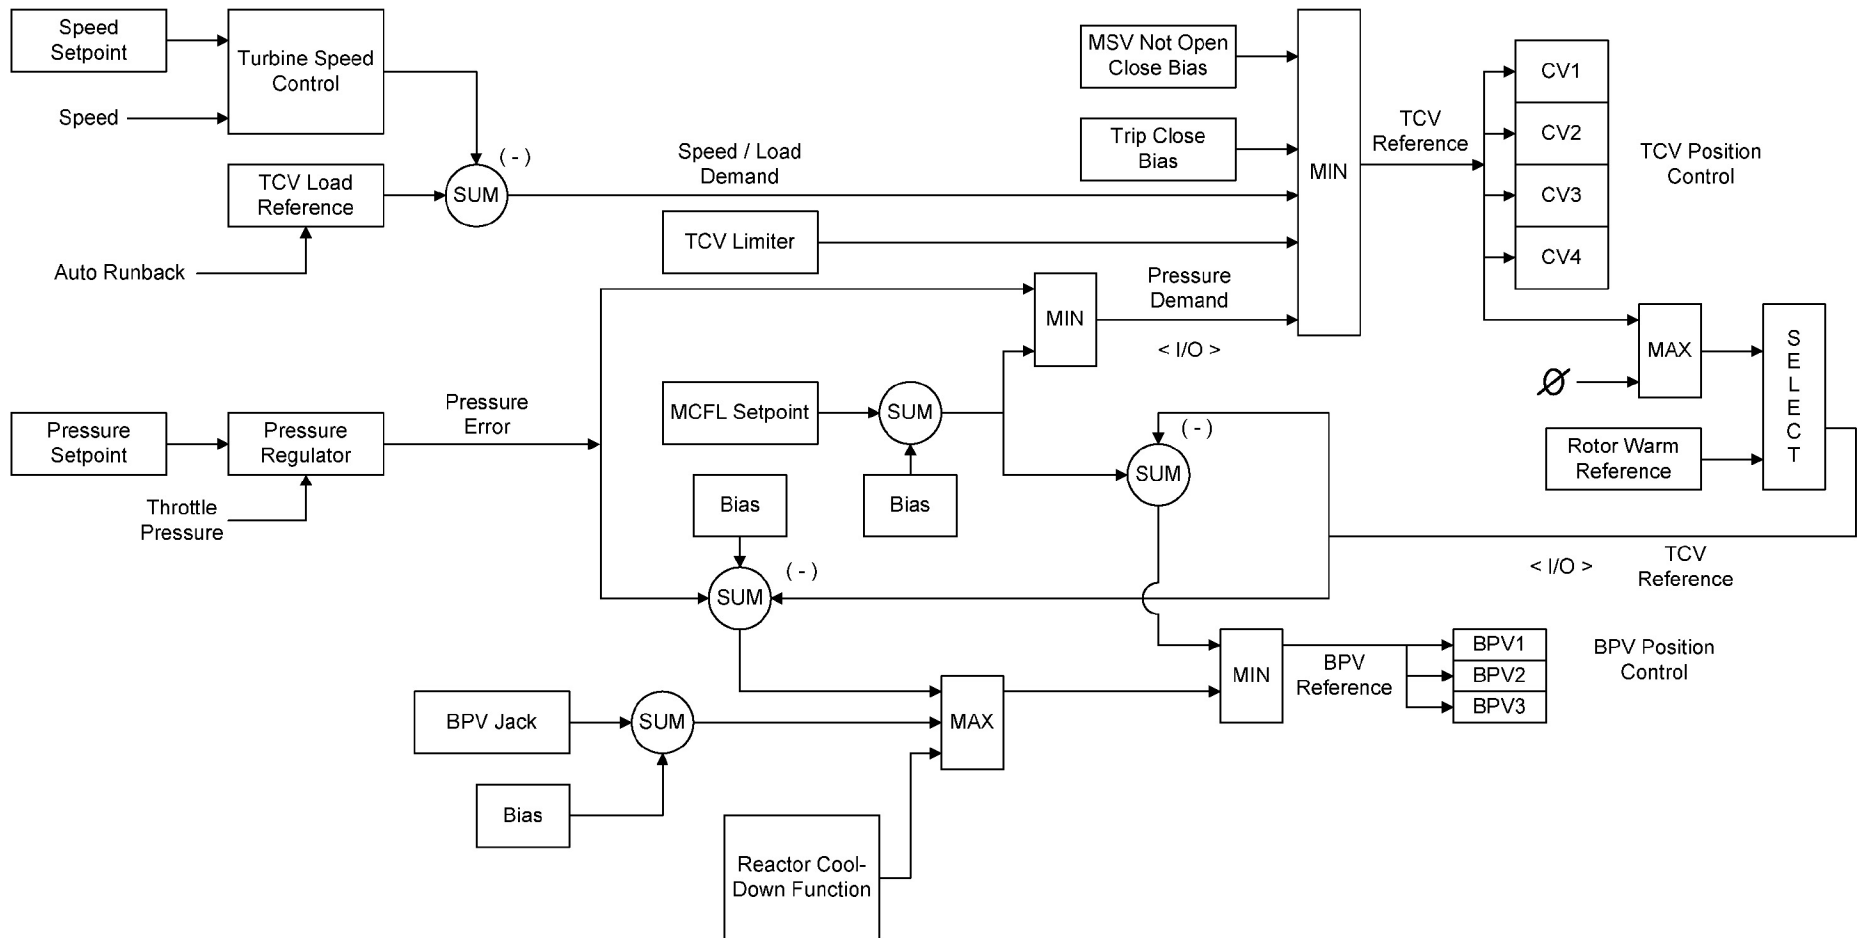 Speed
Setpoint
Turbine Speed
Control
Speed
( - )
TCV Load
Reference
SUM
Auto Runback
Speed / Load
Demand
TCV Limiter
MSV Not Open
Close Bias
Trip Close
Bias
MIN
TCV
Reference
CV1
CV2
CV3
CV4
TCV Position
Control
Pressure
Demand
MIN
< I/O >
MAX
Ø
S
E
L
E
C
T
Rotor Warm
Reference
Pressure
Setpoint
Pressure
Regulator
Throttle
Pressure
Pressure
Error
MCFL Setpoint
SUM
Bias
Bias
( - )
SUM
( - )
SUM
< I/O >
TCV
Reference
MIN
BPV
Reference
BPV1
BPV2
BPV3
BPV Position
Control
BPV Jack
SUM
MAX
Bias
Reactor Cool-
Down Function